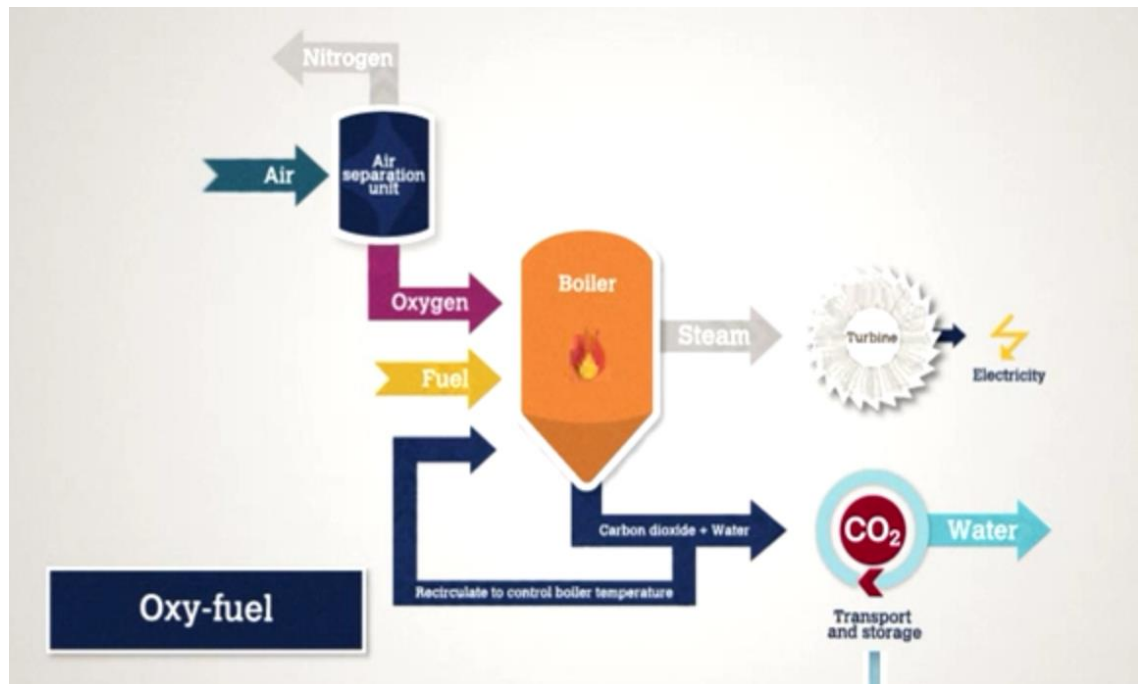 Nitrogen
Air
Air
separation
unit
Oxygen
Boiler
Fuel
Steam
Turbine
Electricity
Carbon dioxide + Water
Recirculate to control boiler temperature
CO₂
Water
Transport
and storage
Oxy-fuel